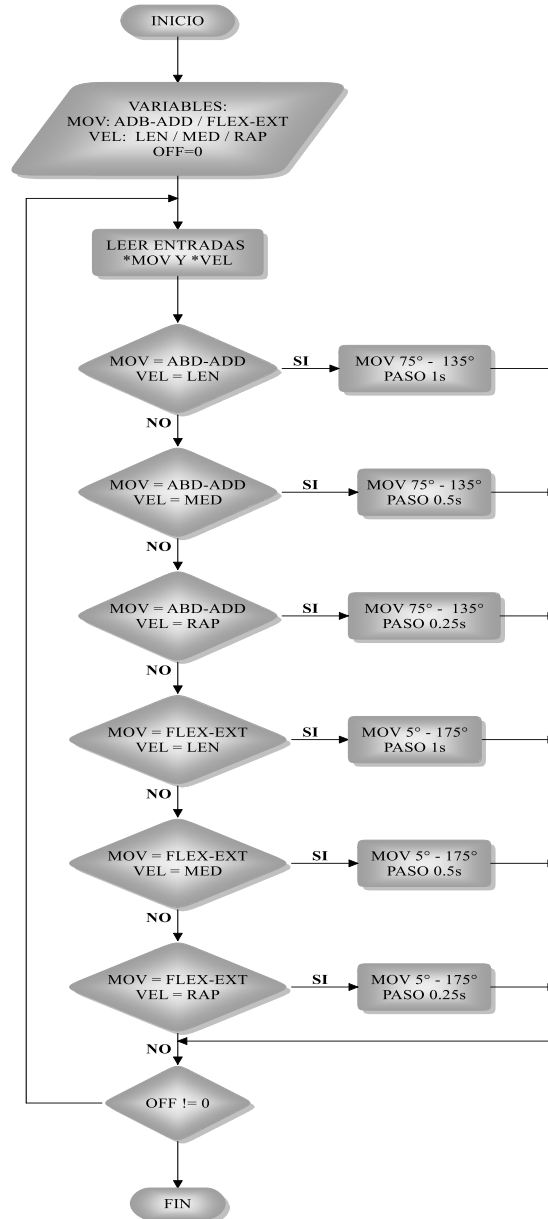 INICIO
VARIABLES:
MOV: ADB-ADD / FLEX-EXT
VEL: LEN / MED / RAP
OFF=0
LEER ENTRADAS
*MOV Y *VEL
MOV = ABD-ADD
VEL = LEN
SI
MOV 75° - 135°
PASO 1s
NO
MOV = ABD-ADD
VEL = MED
SI
MOV 75° - 135°
PASO 0.5s
NO
MOV = ABD-ADD
VEL = RAP
SI
MOV 75° - 135°
PASO 0.25s
NO
MOV = FLEX-EXT
VEL = LEN
SI
MOV 5° - 175°
PASO 1s
NO
MOV = FLEX-EXT
VEL = MED
SI
MOV 5° - 175°
PASO 0.5s
NO
MOV = FLEX-EXT
VEL = RAP
SI
MOV 5° - 175°
PASO 0.25s
NO
OFF != 0
FIN